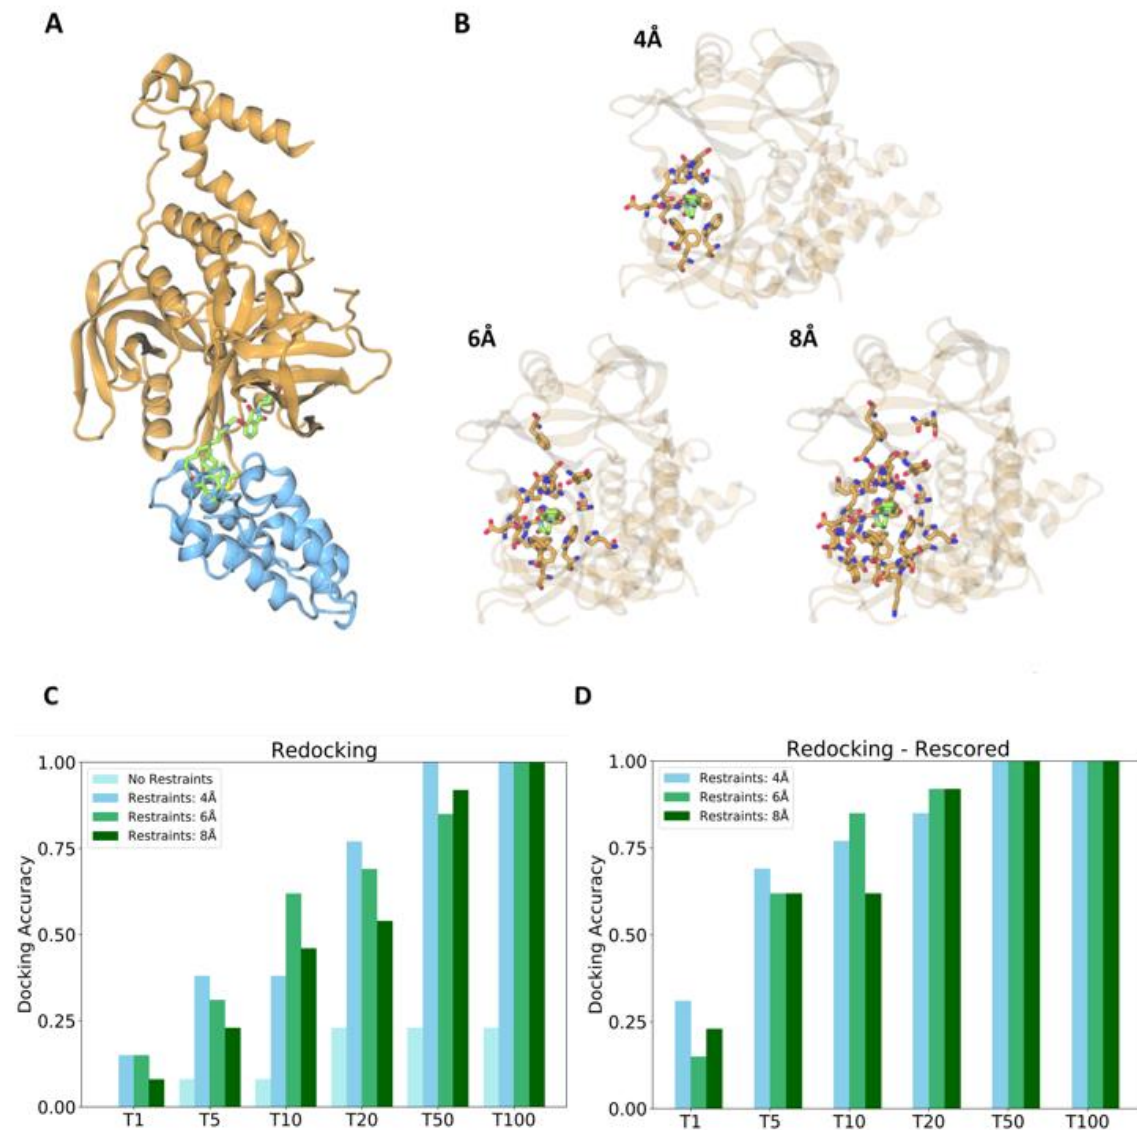 A
B
4Å
6Å
8Å
C
D
Redocking
No Restraints
Restraints: 4Å
Restraints: 6Å
Restraints: 8Å
Docking Accuracy
1.00
0.75
0.50
0.25
0.00
T1 T5 T10 T20 T50 T100
Redocking - Rescored
Restraints: 4Å
Restraints: 6Å
Restraints: 8Å
Docking Accuracy
1.00
0.75
0.50
0.25
0.00
T1 T5 T10 T20 T50 T100